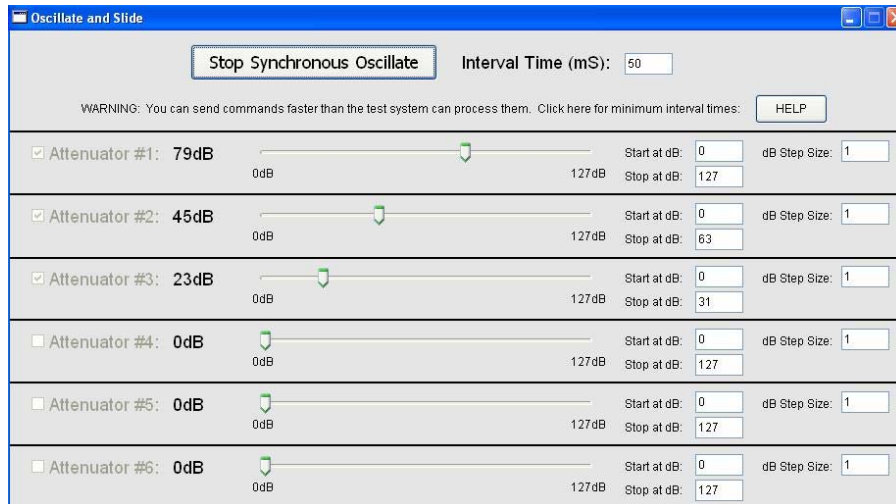 Oscillate and Slide
Stop Synchronous Oscillate Interval Time (mS): 50
WARNING: You can send commands faster than the test system can process them. Click here for minimum interval times: HELP
Attenuator #1: 79dB Start at dB: 0 dB Step Size: 1
0dB 127dB Stop at dB: 127
Attenuator #2: 45dB Start at dB: 0 dB Step Size: 1
0dB 127dB Stop at dB: 63
Attenuator #3: 23dB Start at dB: 0 dB Step Size: 1
0dB 127dB Stop at dB: 31
Attenuator #4: 0dB Start at dB: 0 dB Step Size: 1
0dB 127dB Stop at dB: 127
Attenuator #5: 0dB Start at dB: 0 dB Step Size: 1
0dB 127dB Stop at dB: 127
Attenuator #6: 0dB Start at dB: 0 dB Step Size: 1
0dB 127dB Stop at dB: 127